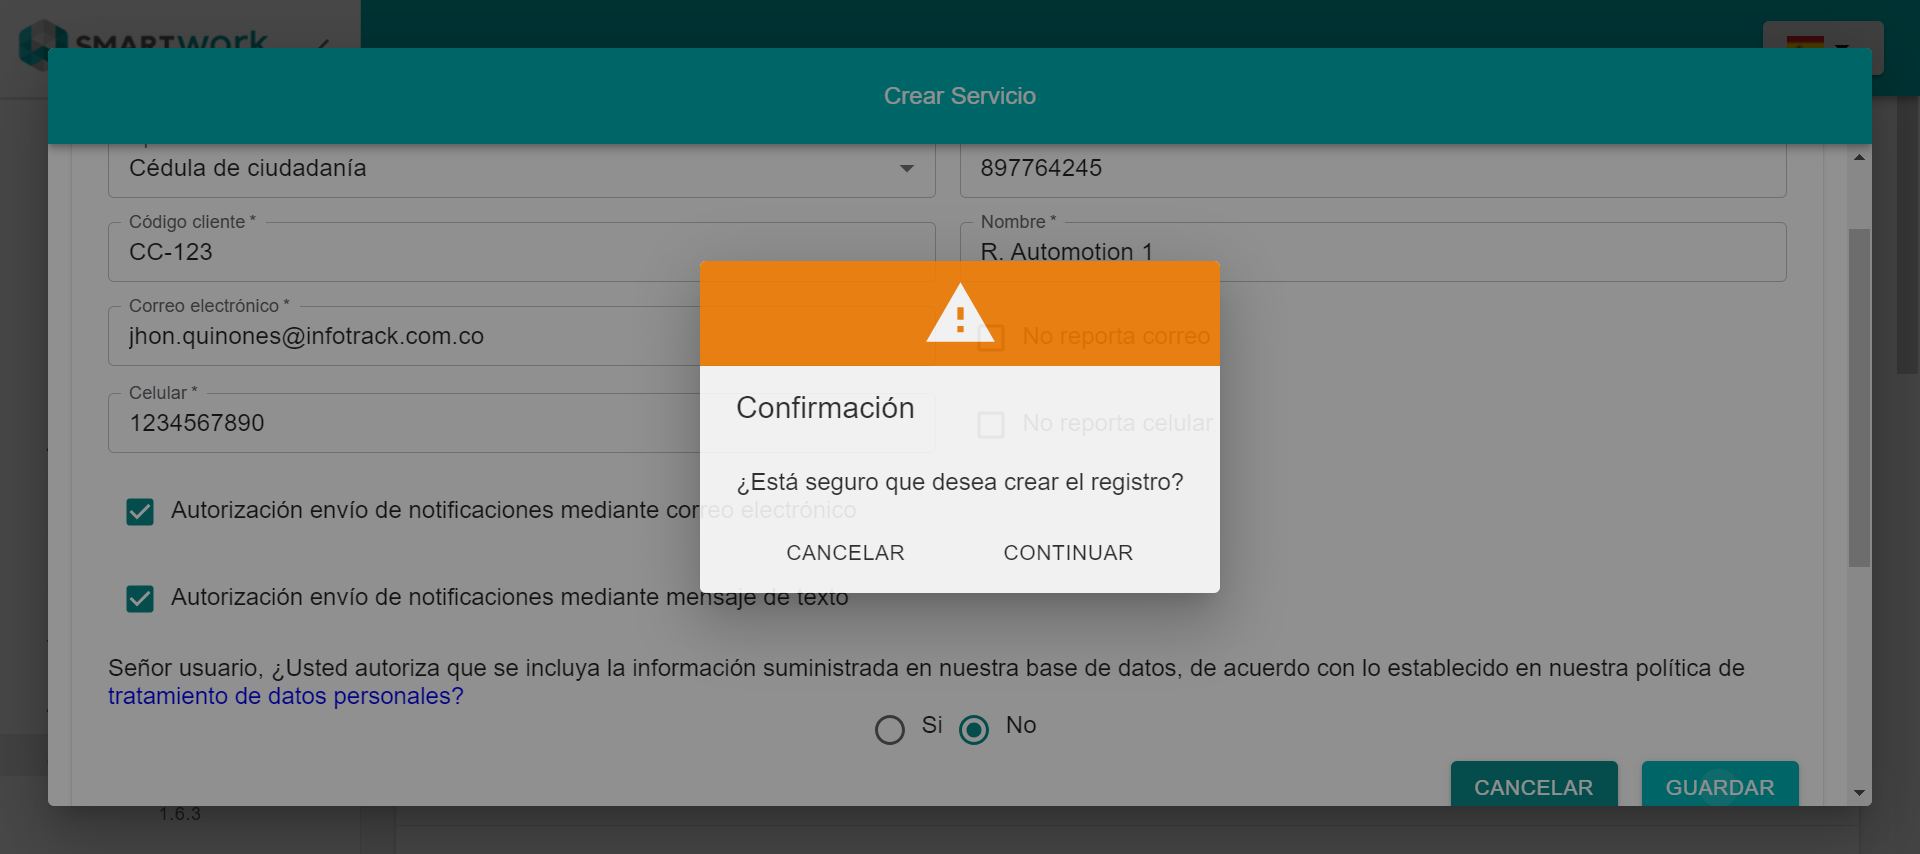 SMARTwork
Crear Servicio
Cédula de ciudadanía
897764245
Código cliente *
CC-123
Nombre *
R. Automotion 1
Correo electrónico *
jhon.quinones@infotrack.com.co
No reporta correo
Celular *
1234567890
No reporta celular
Confirmación
¿Está seguro que desea crear el registro?
CANCELAR
CONTINUAR
Autorización envío de notificaciones mediante correo electrónico
Autorización envío de notificaciones mediante mensaje de texto
Señor usuario, ¿Usted autoriza que se incluya la información suministrada en nuestra base de datos, de acuerdo con lo establecido en nuestra política de
tratamiento de datos personales?
Si
No
CANCELAR
GUARDAR
1.6.3